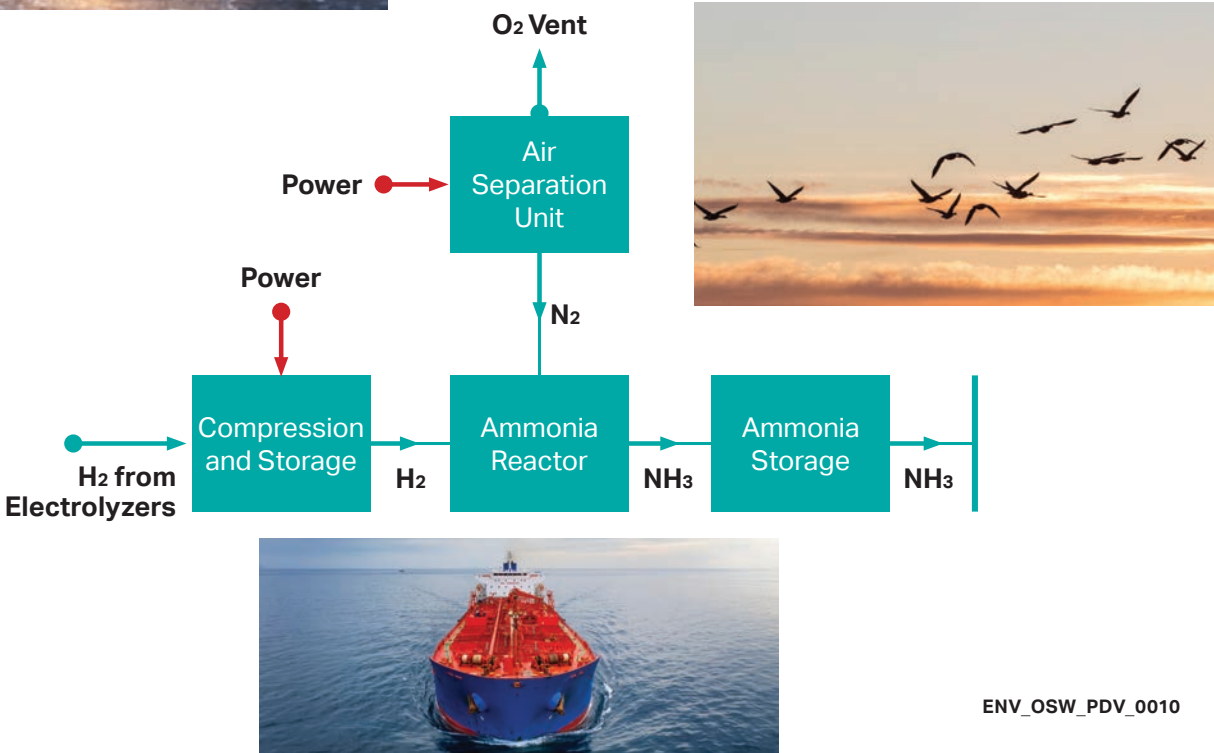 O2 Vent
Air
Separation
Unit
Power
Power
N2
Compression
and Storage
Ammonia
Reactor
Ammonia
Storage
H2 from
Electrolyzers
H2
NH3
NH3
ENV_OSW_PDV_0010